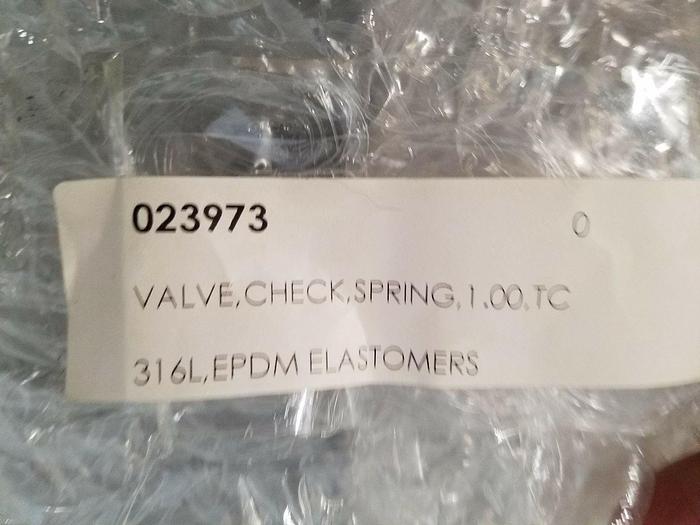 023973 0
VALVE,CHECK,SPRING,1.00,TC
316L,EPDM ELASTOMERS